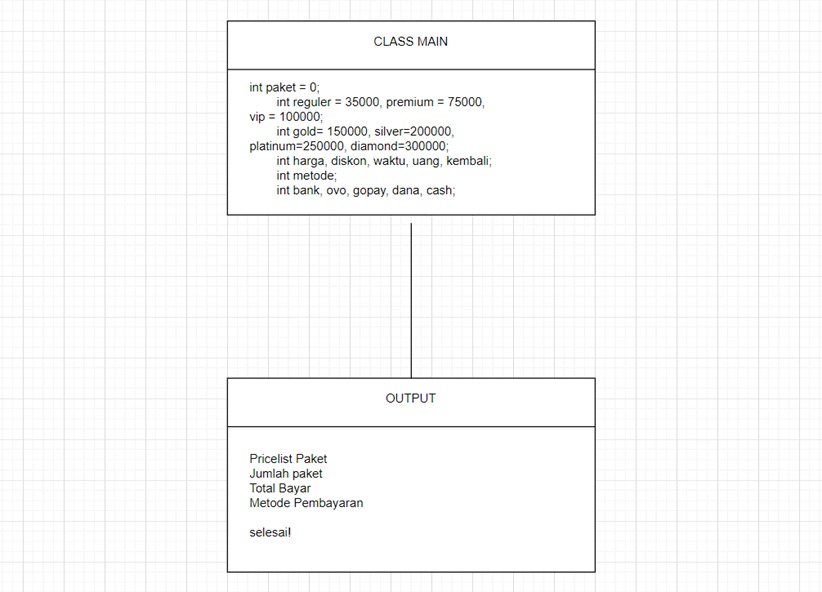 CLASS MAIN
int paket = 0;
int reguler = 35000, premium = 75000,
vip = 100000;
int gold= 150000, silver=200000,
platinum=250000, diamond=300000;
int harga, diskon, waktu, uang, kembali;
int metode;
int bank, ovo, gopay, dana, cash;
OUTPUT
Pricelist Paket
Jumlah paket
Total Bayar
Metode Pembayaran
selesai!